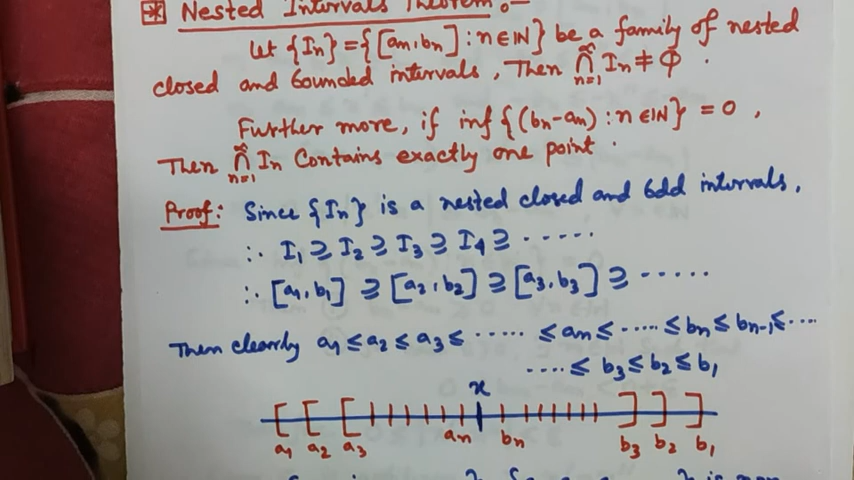 Nested Intervals Theorem :-
Let {In} = {[an, bn] : n ∈ IN} be a family of nested
closed and bounded intervals, Then ∞∩n=1 In ≠ Φ .
Further more, if inf {(bn - an) : n ∈ IN} = 0 ,
Then ∞∩n=1 In Contains exactly one point .
Proof : Since {In} is a nested closed and bdd intervals,
∴ I1 ⊇ I2 ⊇ I3 ⊇ I4 ⊇ .....
∴ [a1, b1] ⊇ [a2, b2] ⊇ [a3, b3] ⊇ ......
Then clearly a1 ≤ a2 ≤ a3 ≤ ..... ≤ an ≤ ..... ≤ bn ≤ bn-1 ≤ ....
.... ≤ b3 ≤ b2 ≤ b1
x
a1 a2 a3 an bn b3 b2 b1